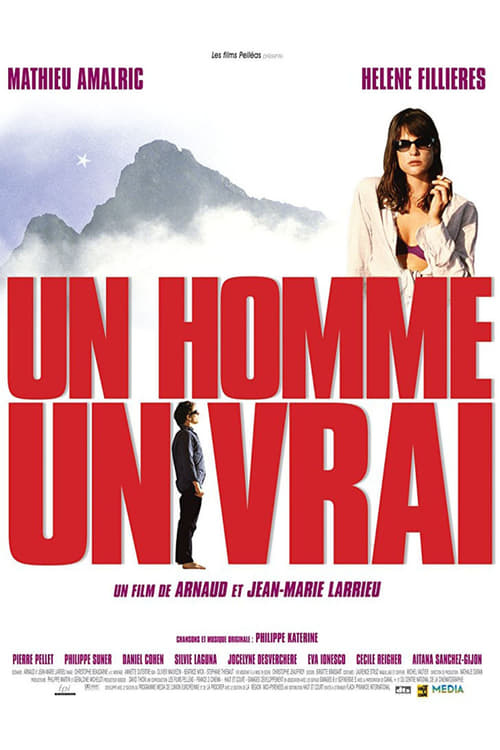 Les films Pelléas présente
MATHIEU AMALRIC
HELENE FILLIERES
UN HOMME
UN VRAI
UN FILM DE ARNAUD ET JEAN-MARIE LARRIEU
CHANSONS ET MUSIQUE ORIGINALE : PHILIPPE KATERINE
PIERRE PELLET PHILIPPE SUNER DANIEL COHEN SILVIE LAGUNA JOCELYNE DESVERCHERE EVA IONESCO CECILE REIGHER AITANA SANCHEZ-GIJON
dts
MEDIA